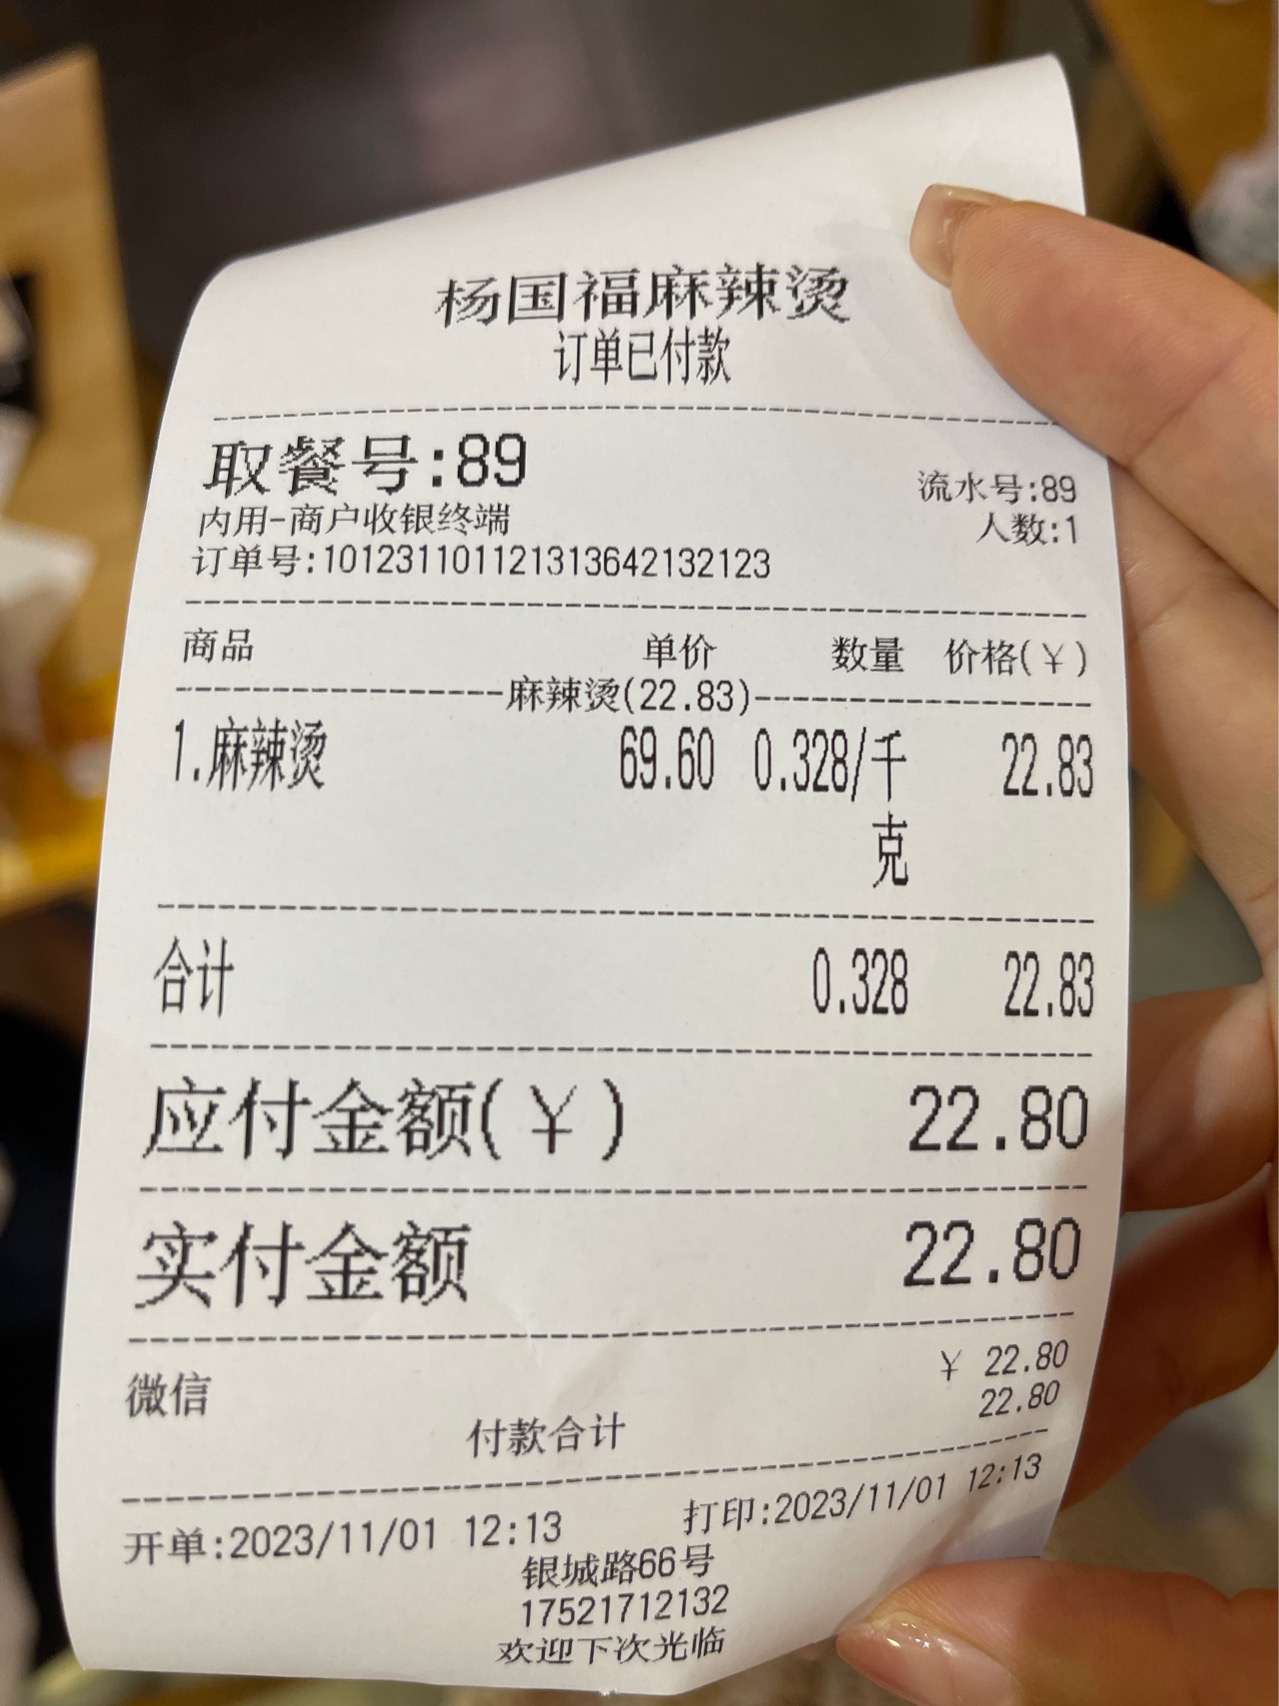 杨国福麻辣烫
订单已付款
取餐号:89
流水号:89
内用-商户收银终端
人数:1
订单号:101231101121313642132123
商品 单价 数量 价格(¥)
麻辣烫(22.83)
1.麻辣烫 69.60 0.328/千克 22.83
合计 0.328 22.83
应付金额(¥) 22.80
实付金额 22.80
微信 ¥ 22.80
付款合计 22.80
开单:2023/11/01 12:13 打印:2023/11/01 12:13
银城路66号
17521712132
欢迎下次光临